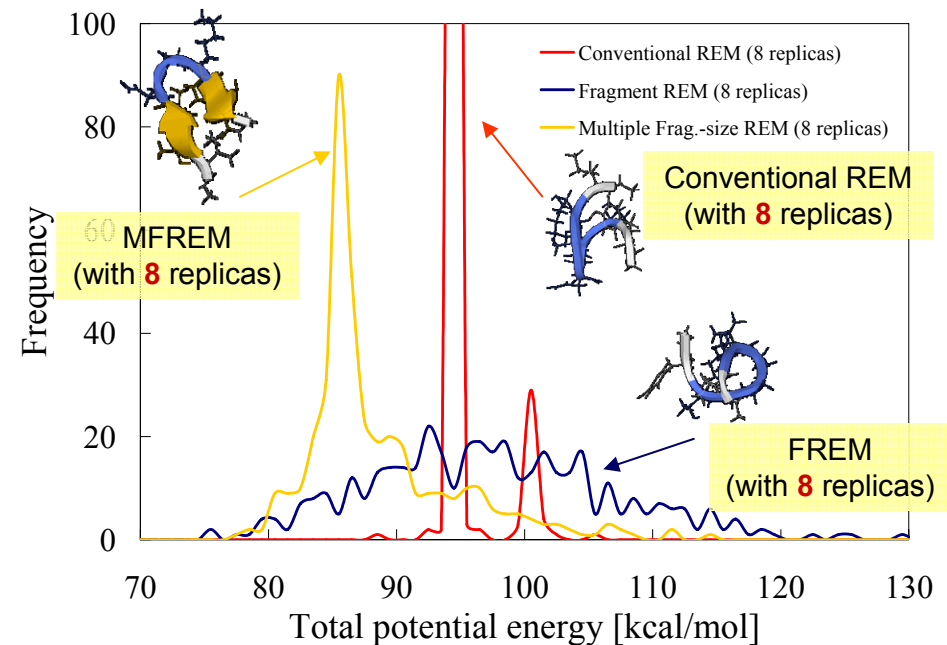 100
80
60
40
20
0
Frequency
70
80
90
100
110
120
130
Total potential energy [kcal/mol]
Conventional REM (8 replicas)
Fragment REM (8 replicas)
Multiple Frag.-size REM (8 replicas)
MFREM
(with 8 replicas)
Conventional REM
(with 8 replicas)
FREM
(with 8 replicas)